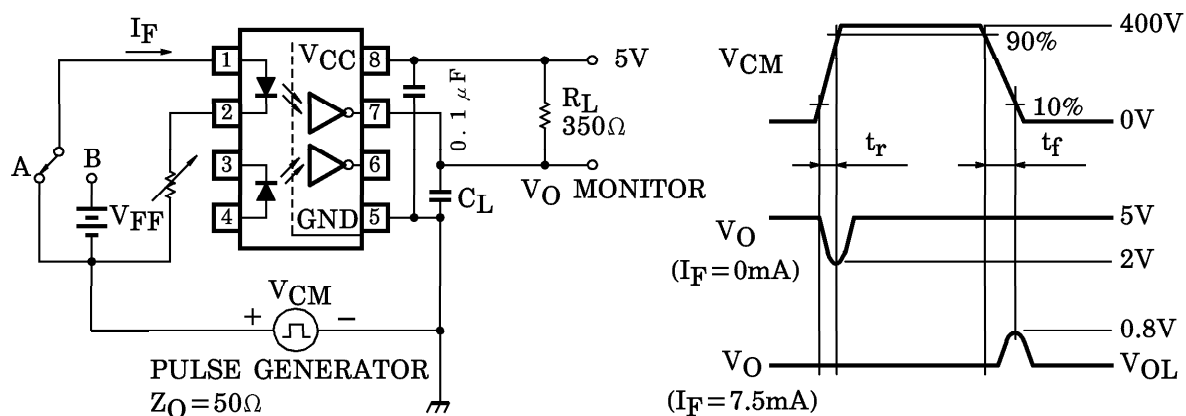 I_F
1
2
3
4
V_CC
GND
8
7
6
5
0.1 μF
5V
R_L
350Ω
C_L
V_O MONITOR
A
B
V_FF
V_CM
+
−
PULSE GENERATOR
Z_O = 50Ω
V_CM
400V
90%
10%
0V
t_r
t_f
V_O
(I_F = 0mA)
5V
2V
0.8V
V_O
V_OL
(I_F = 7.5mA)